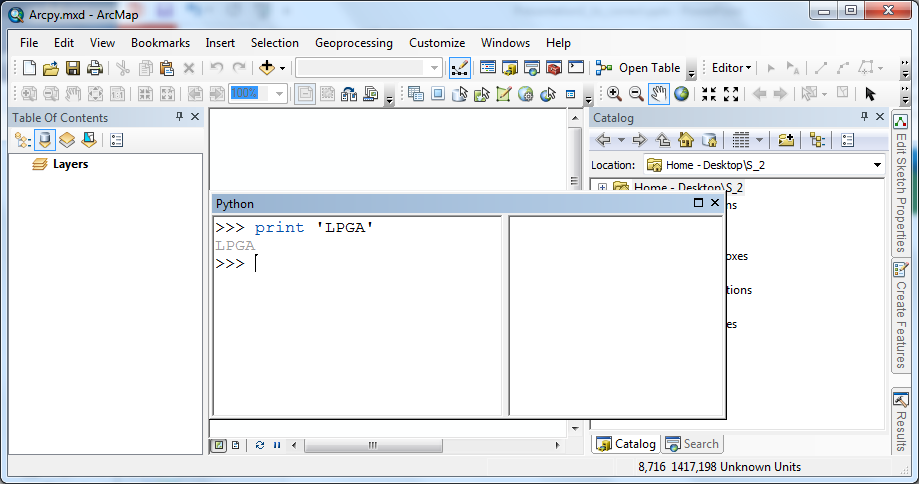 Arcpy.mxd - ArcMap
File Edit View Bookmarks Insert Selection Geoprocessing Customize Windows Help
Open Table Editor
100%
Table Of Contents
Layers
Catalog
Location: Home - Desktop\S_2
Home - Desktop\S_2
ns
oxes
tions
es
Python
>>> print 'LPGA'
LPGA
>>>
Edit Sketch Properties
Create Features
Results
Catalog Search
8,716 1417,198 Unknown Units